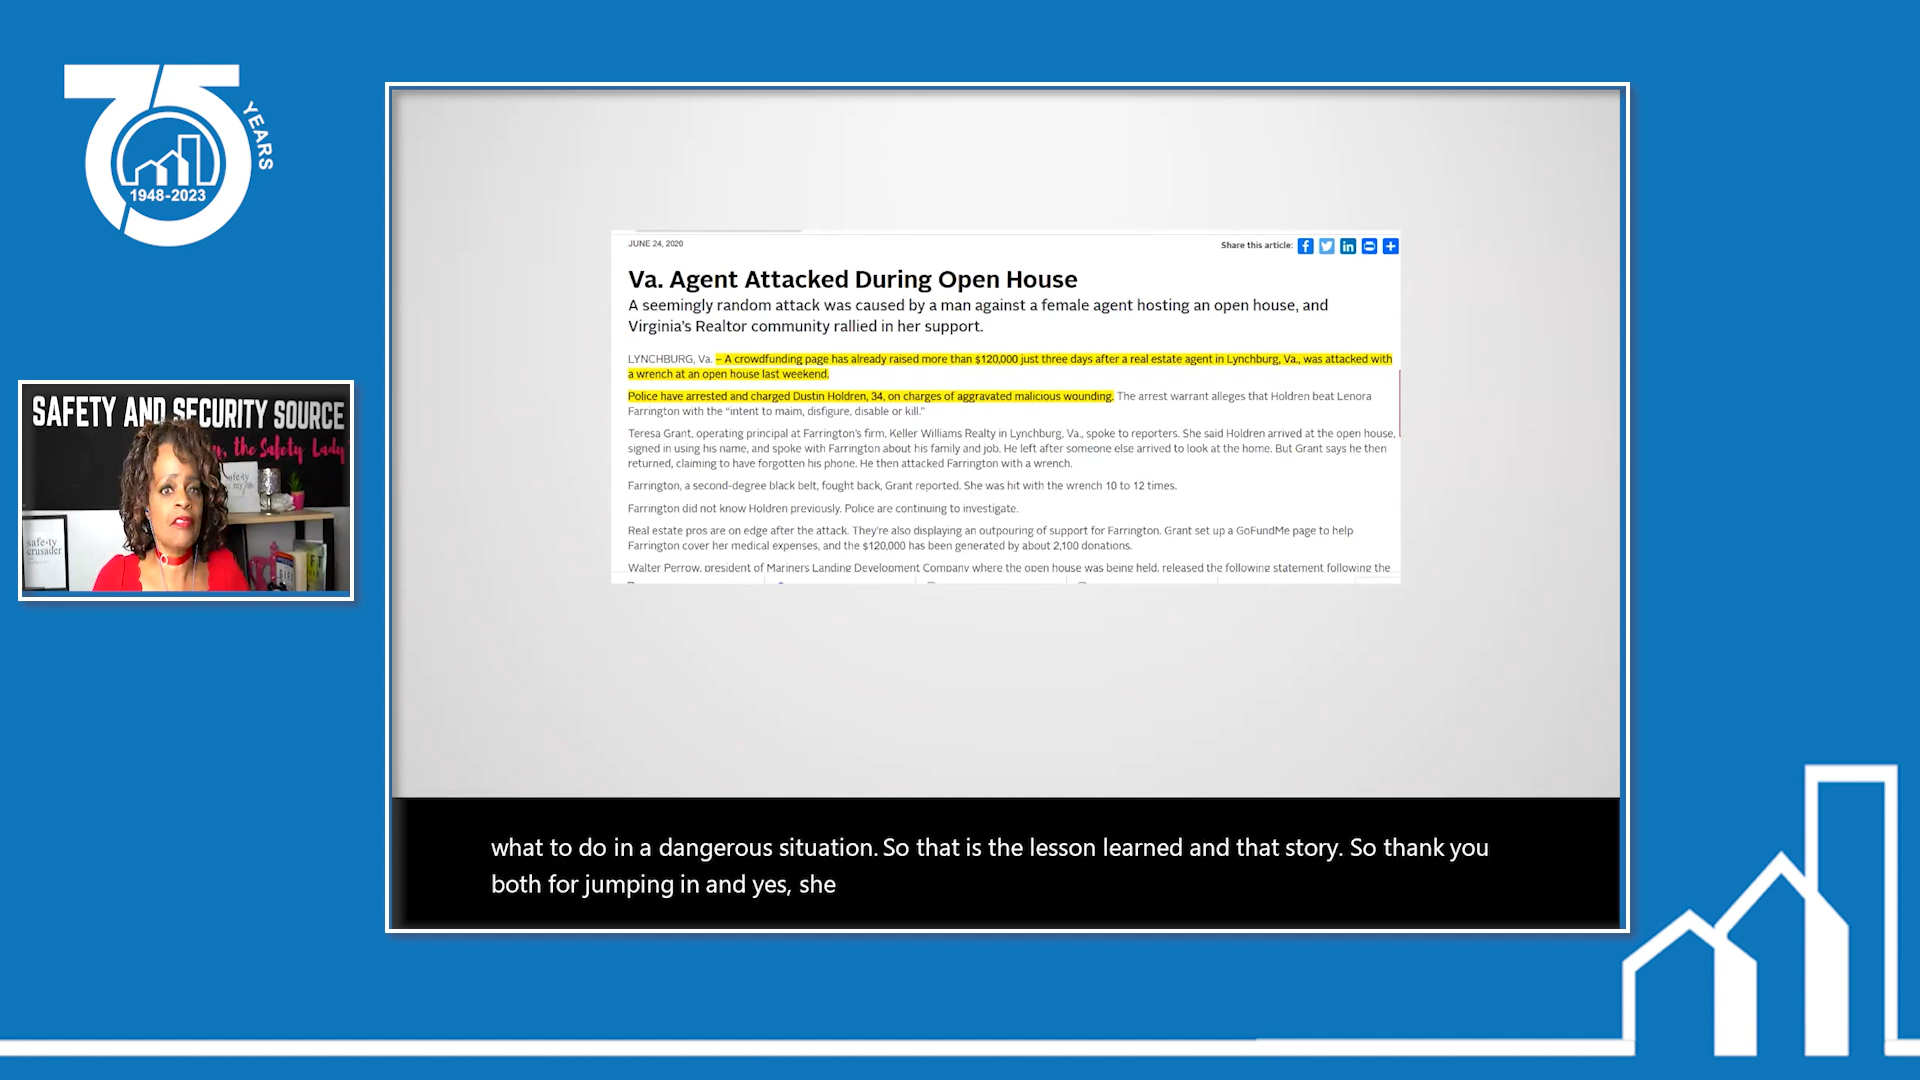 75
YEARS
1948-2023
SAFETY AND SECURITY SOURCE
the Safety Lady
safe·ty
is my jam
safe·ty
crusader
JUNE 24, 2020
Share this article:
Va. Agent Attacked During Open House
A seemingly random attack was caused by a man against a female agent hosting an open house, and
Virginia's Realtor community rallied in her support.
LYNCHBURG, Va. – A crowdfunding page has already raised more than $120,000 just three days after a real estate agent in Lynchburg, Va., was attacked with
a wrench at an open house last weekend.
Police have arrested and charged Dustin Holdren, 34, on charges of aggravated malicious wounding. The arrest warrant alleges that Holdren beat Lenora
Farrington with the "intent to maim, disfigure, disable or kill."
Teresa Grant, operating principal at Farrington's firm, Keller Williams Realty in Lynchburg, Va., spoke to reporters. She said Holdren arrived at the open house,
signed in using his name, and spoke with Farrington about his family and job. He left after someone else arrived to look at the home. But Grant says he then
returned, claiming to have forgotten his phone. He then attacked Farrington with a wrench.
Farrington, a second-degree black belt, fought back, Grant reported. She was hit with the wrench 10 to 12 times.
Farrington did not know Holdren previously. Police are continuing to investigate.
Real estate pros are on edge after the attack. They're also displaying an outpouring of support for Farrington. Grant set up a GoFundMe page to help
Farrington cover her medical expenses, and the $120,000 has been generated by about 2,100 donations.
Walter Perrow, president of Mariners Landing Development Company where the open house was being held, released the following statement following the
what to do in a dangerous situation. So that is the lesson learned and that story. So thank you
both for jumping in and yes, she